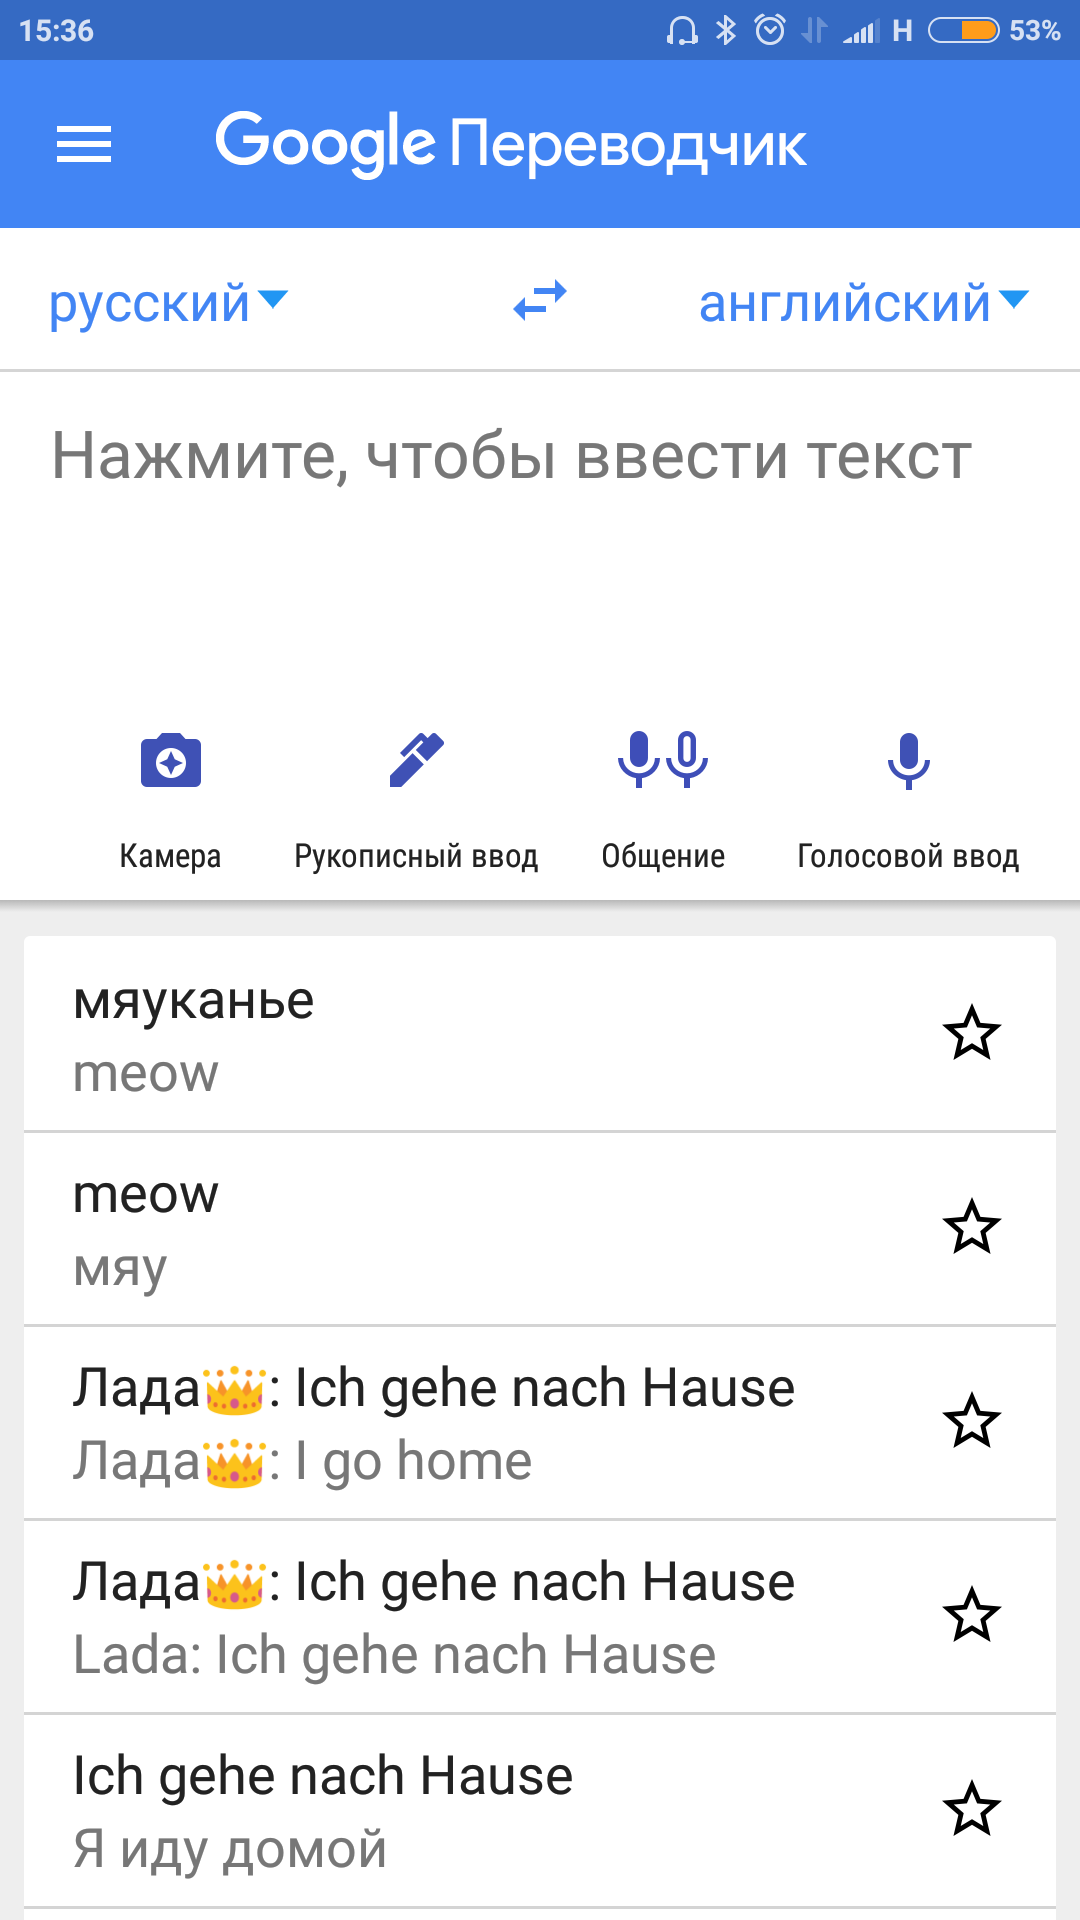 15:36 H 53%
Google Переводчик
русский английский
Нажмите, чтобы ввести текст
Камера Рукописный ввод Общение Голосовой ввод
мяуканье
meow
meow
мяу
Лада👑: Ich gehe nach Hause
Лада👑: I go home
Лада👑: Ich gehe nach Hause
Lada: Ich gehe nach Hause
Ich gehe nach Hause
Я иду домой